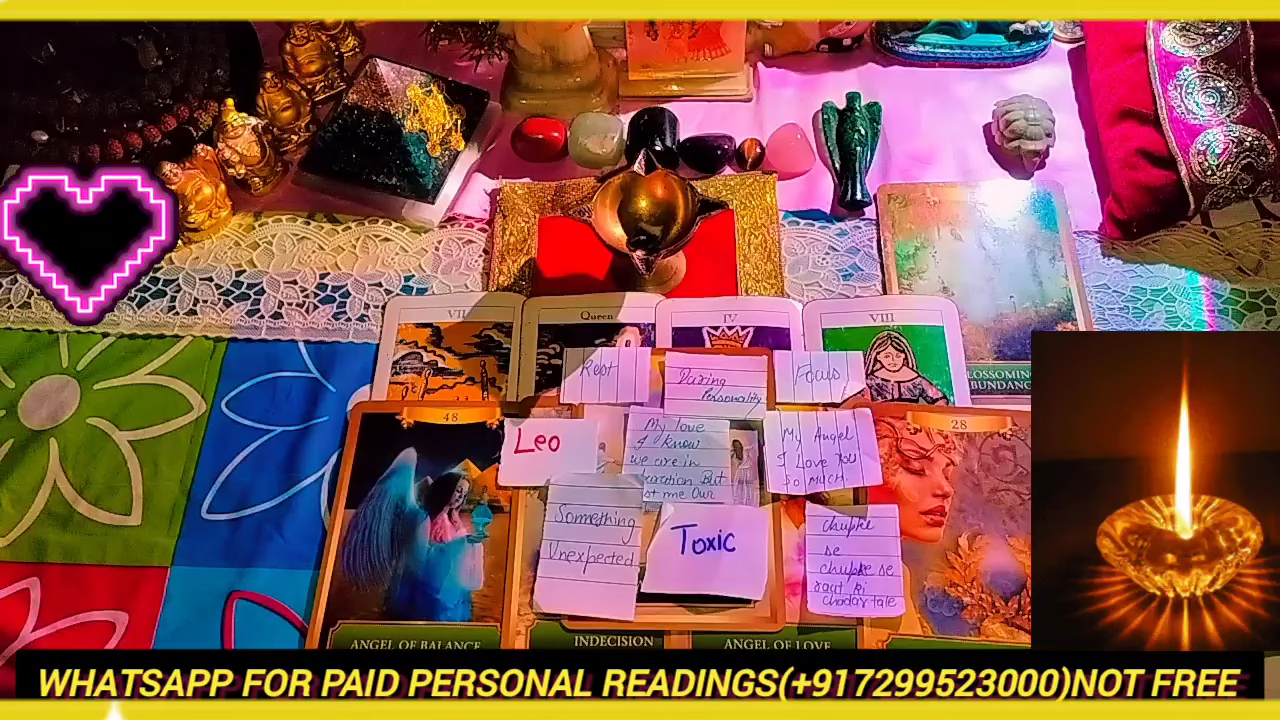 VII
Queen
IV
VIII
Rest
Daring
Personality
Focus
BLOSSOMING
ABUNDANCE
48
28
Leo
My love
I know
we are in
But
me Our
My Angel
I Love You
So much.
Something
Unexpected
Toxic
chupke
se
chupke se
raat ki
chadar tale
ANGEL OF BALANCE
INDECISION
ANGEL OF LOVE
WHATSAPP FOR PAID PERSONAL READINGS(+917299523000)NOT FREE